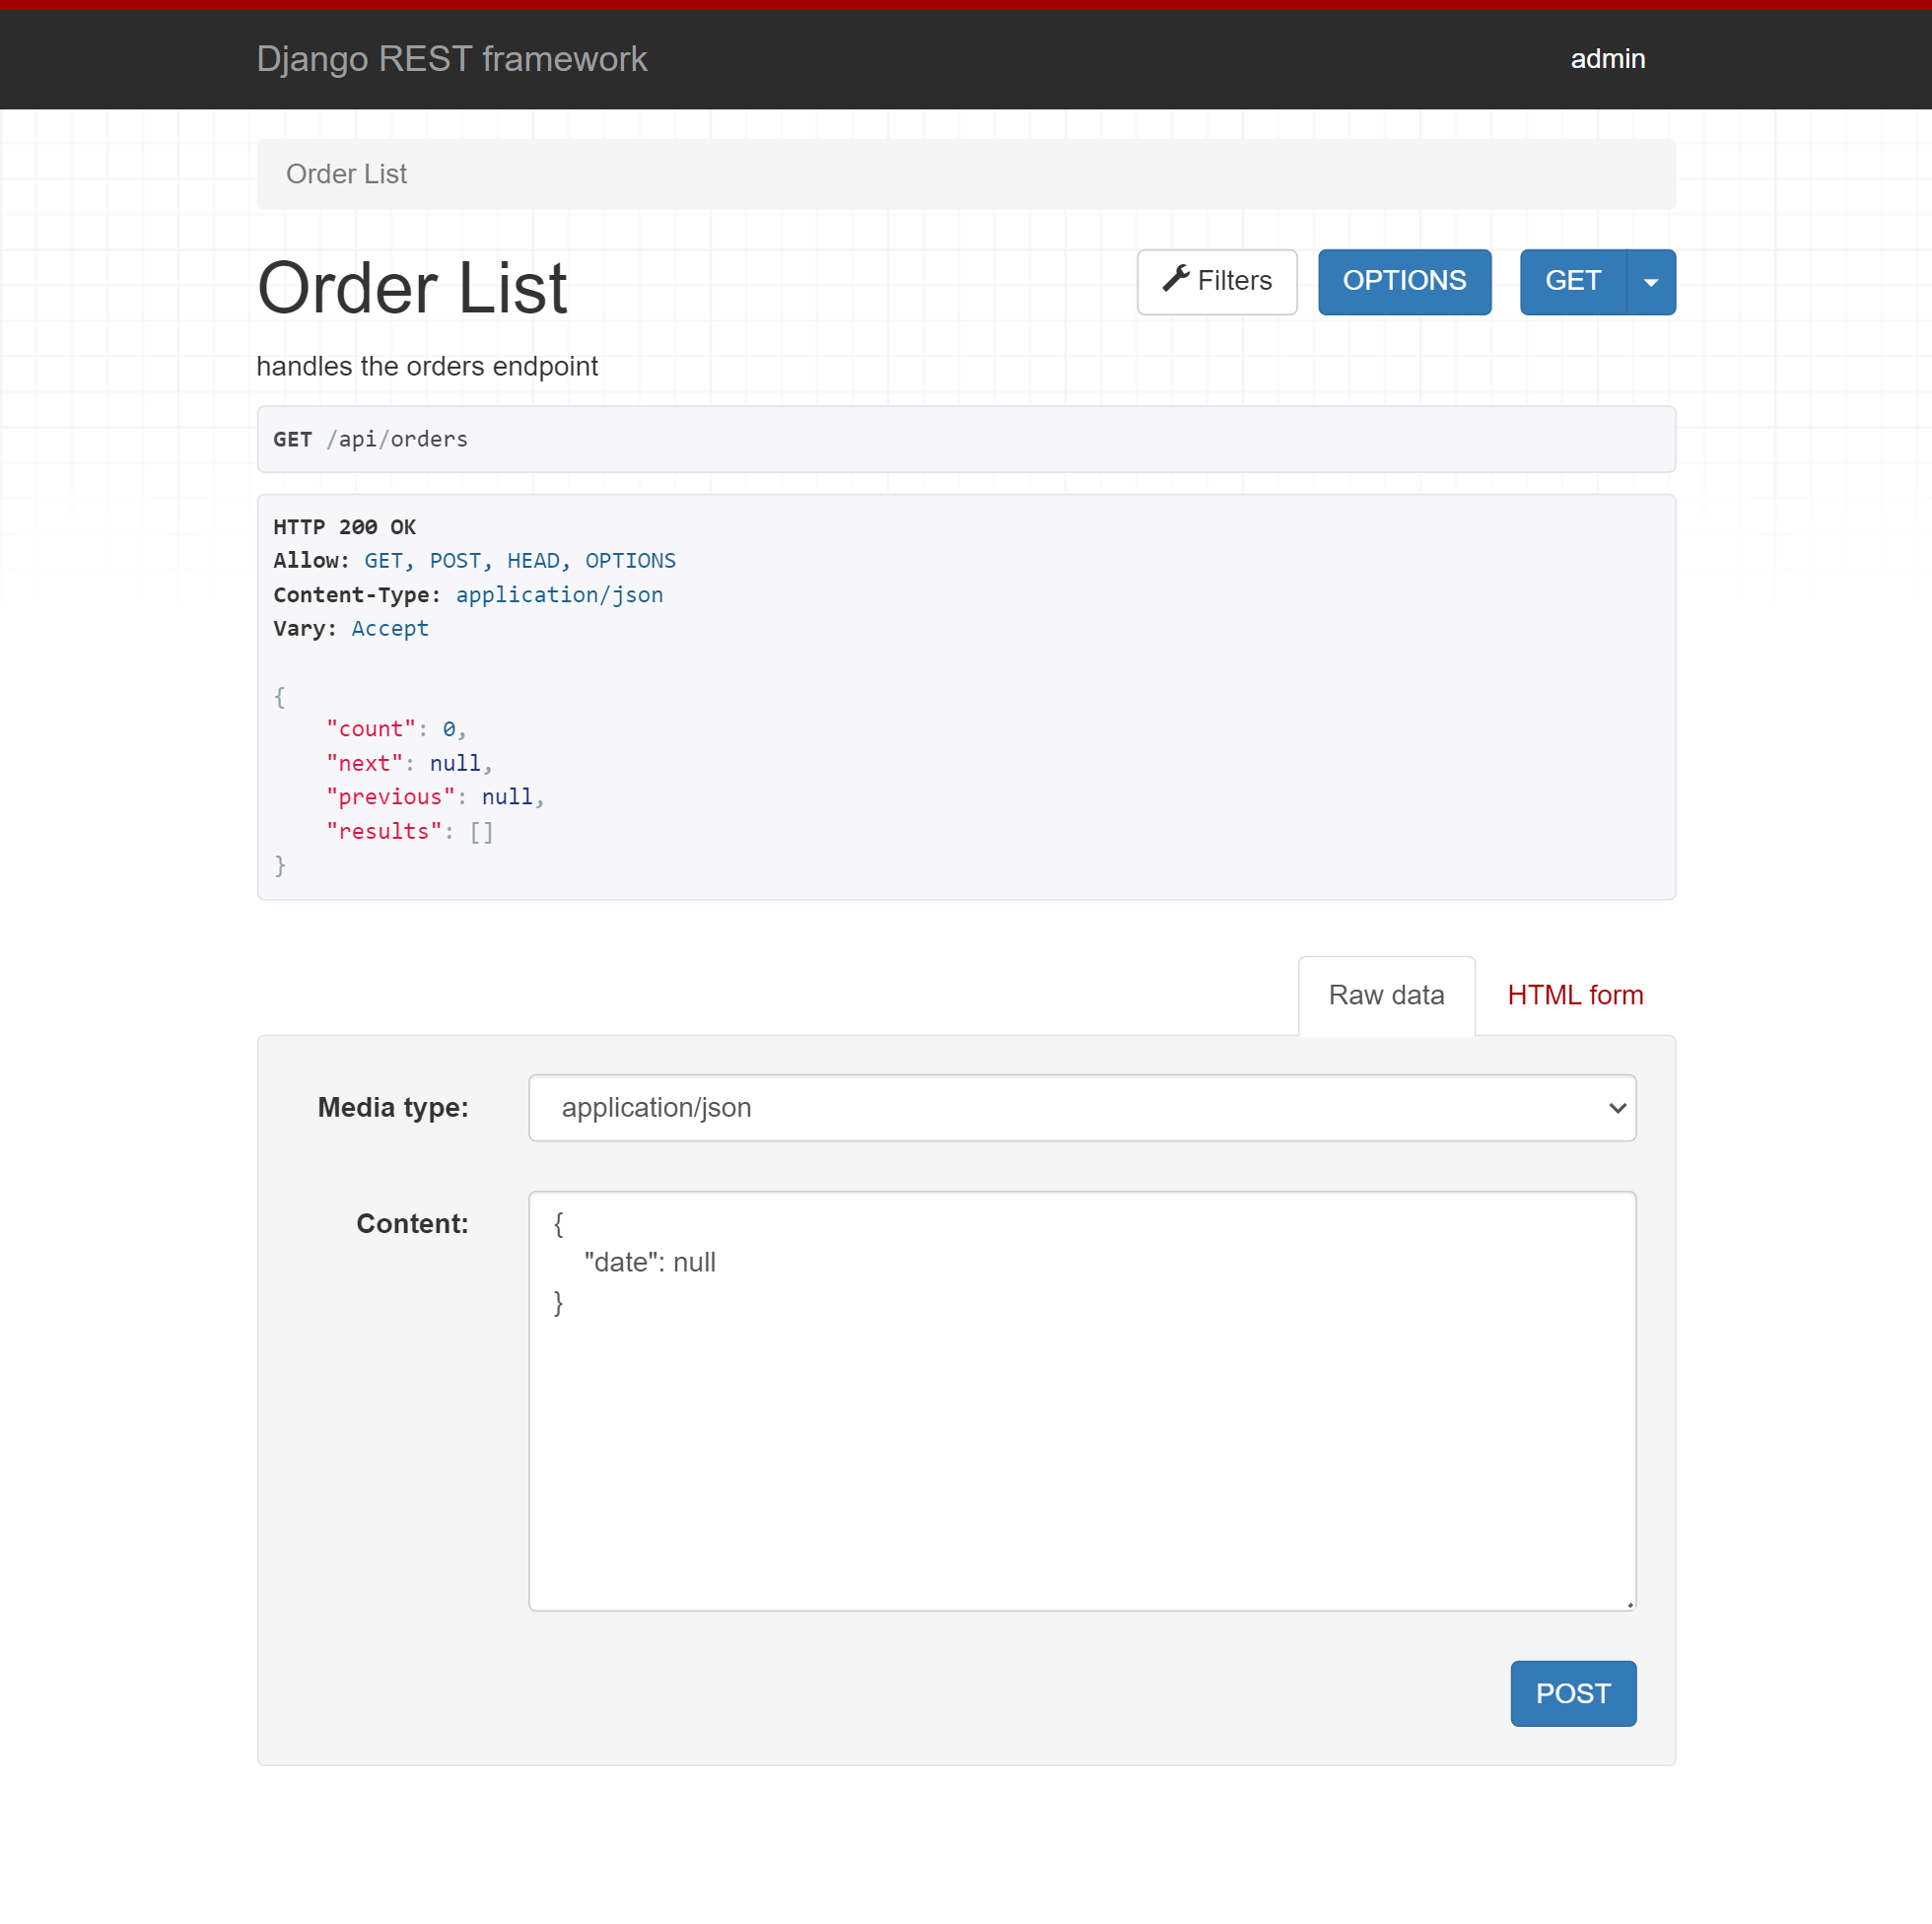 Django REST framework
admin
Order List
Order List
Filters
OPTIONS
GET
handles the orders endpoint
GET /api/orders
HTTP 200 OK
Allow: GET, POST, HEAD, OPTIONS
Content-Type: application/json
Vary: Accept
{
    "count": 0,
    "next": null,
    "previous": null,
    "results": []
}
Raw data
HTML form
Media type:
application/json
Content:
{
    "date": null
}
POST